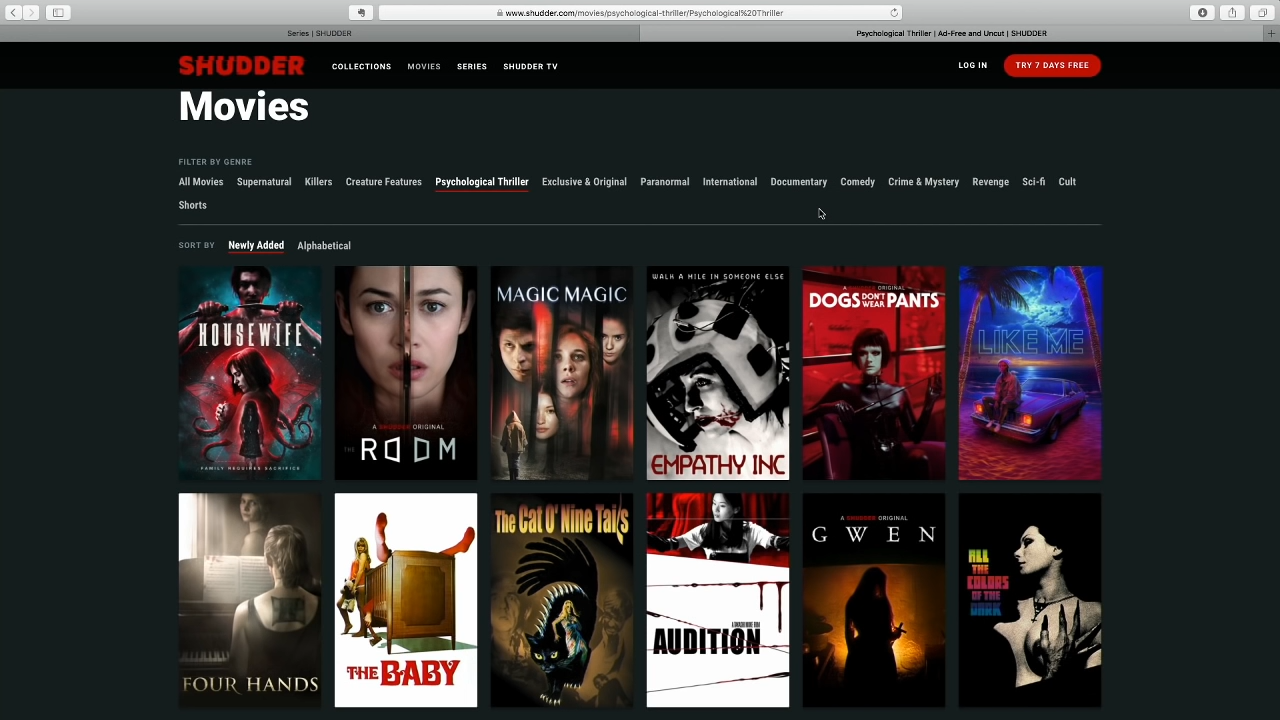 www.shudder.com/movies/psychological-thriller/Psychological%20Thriller
Series | SHUDDER
Psychological Thriller | Ad-Free and Uncut | SHUDDER
SHUDDER COLLECTIONS MOVIES SERIES SHUDDER TV LOG IN TRY 7 DAYS FREE
Movies
FILTER BY GENRE
All Movies Supernatural Killers Creature Features Psychological Thriller Exclusive & Original Paranormal International Documentary Comedy Crime & Mystery Revenge Sci-fi Cult
Shorts
SORT BY Newly Added Alphabetical
HOUSEWIFE
FAMILY REQUIRES SACRIFICE
A SHUDDER ORIGINAL
THE ROOM
MAGIC MAGIC
WALK A MILE IN SOMEONE ELSE
EMPATHY INC
A SHUDDER ORIGINAL
DOGS DON'T WEAR PANTS
LIKE ME
FOUR HANDS
THE BABY
The CAT O' NINE Tails
AUDITION
A SHUDDER ORIGINAL
GWEN
ALL
THE
COLORS
OF THE
DARK